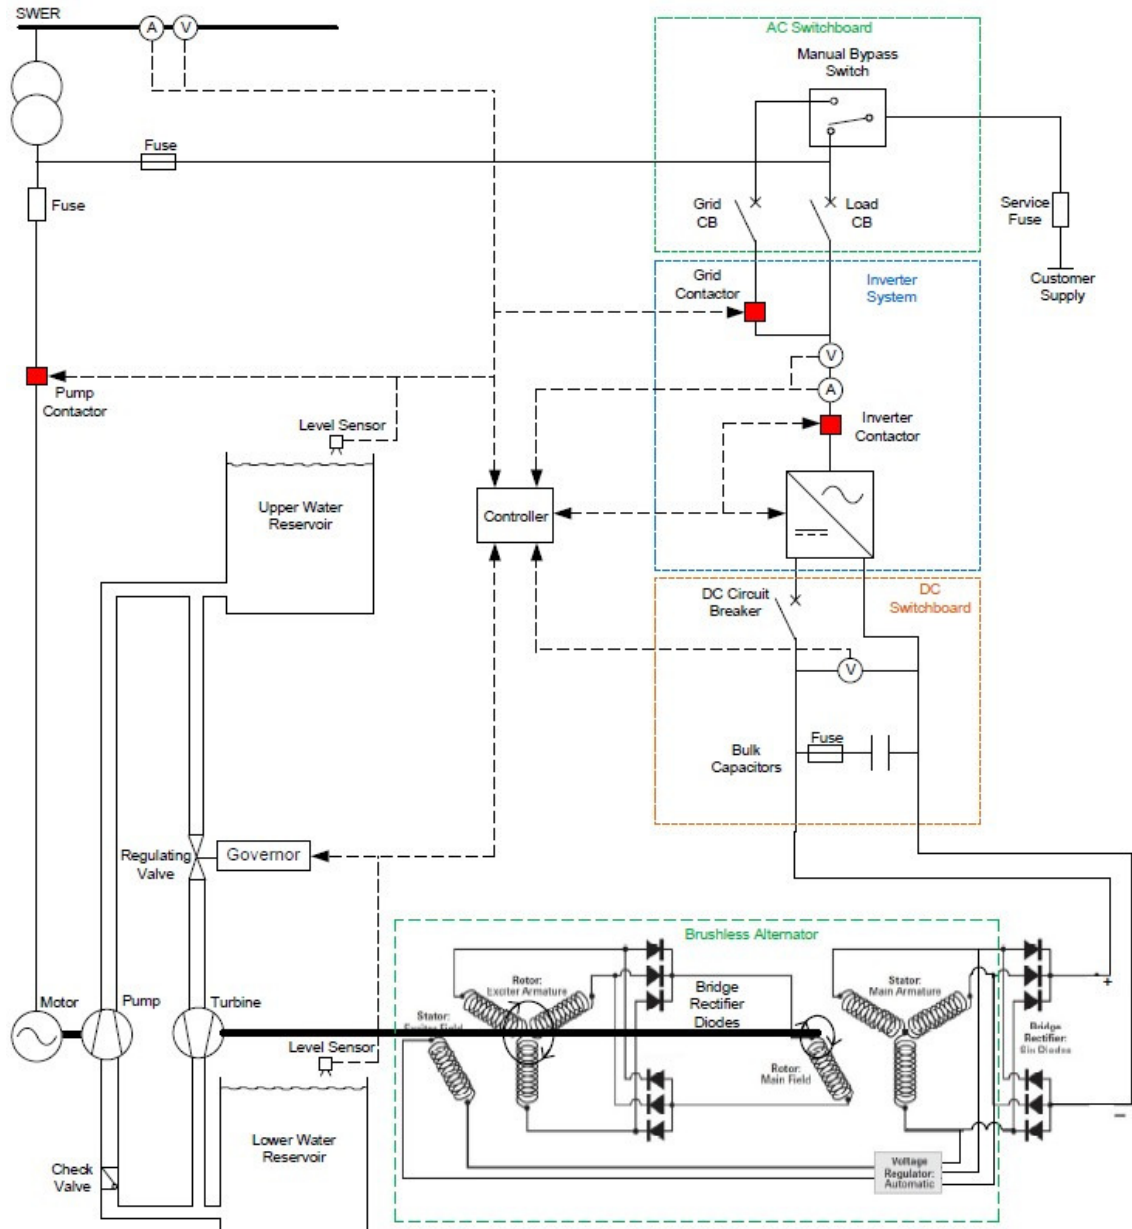 SWER
A
V
AC Switchboard
Manual Bypass
Switch
Fuse
Fuse
Grid
CB
Load
CB
Service
Fuse
Customer
Supply
Grid
Contactor
Inverter
System
V
A
Pump
Contactor
Inverter
Contactor
Level Sensor
Upper Water
Reservoir
Controller
DC Circuit
Breaker
DC
Switchboard
V
Fuse
Bulk
Capacitors
Regulating
Valve
Governor
Brushless Alternator
Rotor:
Exciter Armature
Stator:
Main Armature
Bridge
Rectifier
Diodes
+
Motor
Pump
Turbine
Stator:
Exciter Field
Bridge
Rectifier:
Six Diodes
Level Sensor
Rotor:
Main Field
–
Lower Water
Reservoir
Check
Valve
Voltage
Regulator:
Automatic